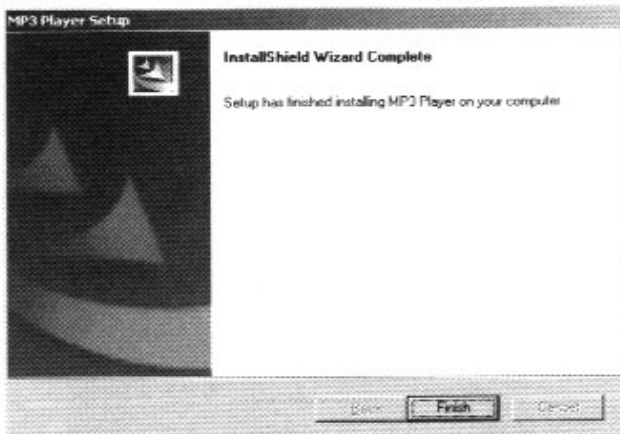 MP3 Player Setup
InstallShield Wizard Complete
Setup has finished installing MP3 Player on your computer
Back Finish Cancel